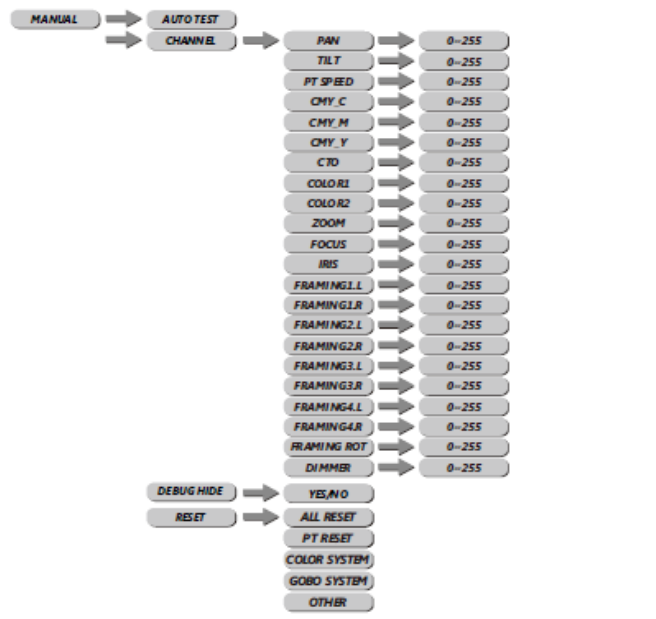 MANUAL AUTO TEST
CHANNEL PAN 0~255
TILT 0~255
PT SPEED 0~255
CMY_C 0~255
CMY_M 0~255
CMY_Y 0~255
CTO 0~255
COLOR1 0~255
COLOR2 0~255
ZOOM 0~255
FOCUS 0~255
IRIS 0~255
FRAMING1.L 0~255
FRAMING1.R 0~255
FRAMING2.L 0~255
FRAMING2.R 0~255
FRAMING3.L 0~255
FRAMING3.R 0~255
FRAMING4.L 0~255
FRAMING4.R 0~255
FRAMING ROT 0~255
DIMMER 0~255
DEBUG HIDE YES/NO
RESET ALL RESET
PT RESET
COLOR SYSTEM
GOBO SYSTEM
OTHER